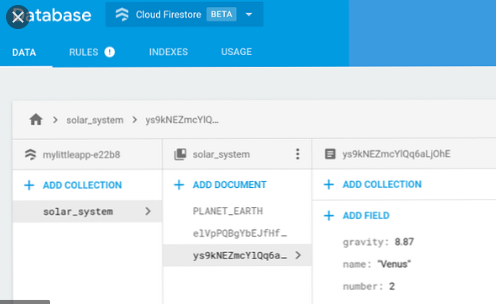 Database
Cloud Firestore BETA
DATA RULES INDEXES USAGE
solar_system ys9kNEZmcYlQ...
mylittleapp-e22b8
ADD COLLECTION
solar_system
solar_system
ADD DOCUMENT
PLANET_EARTH
elVpPQBgYbEJfHf...
ys9kNEZmcYlQq6a...
ys9kNEZmcYlQq6aLjOhE
ADD COLLECTION
ADD FIELD
gravity: 8.87
name: "Venus"
number: 2